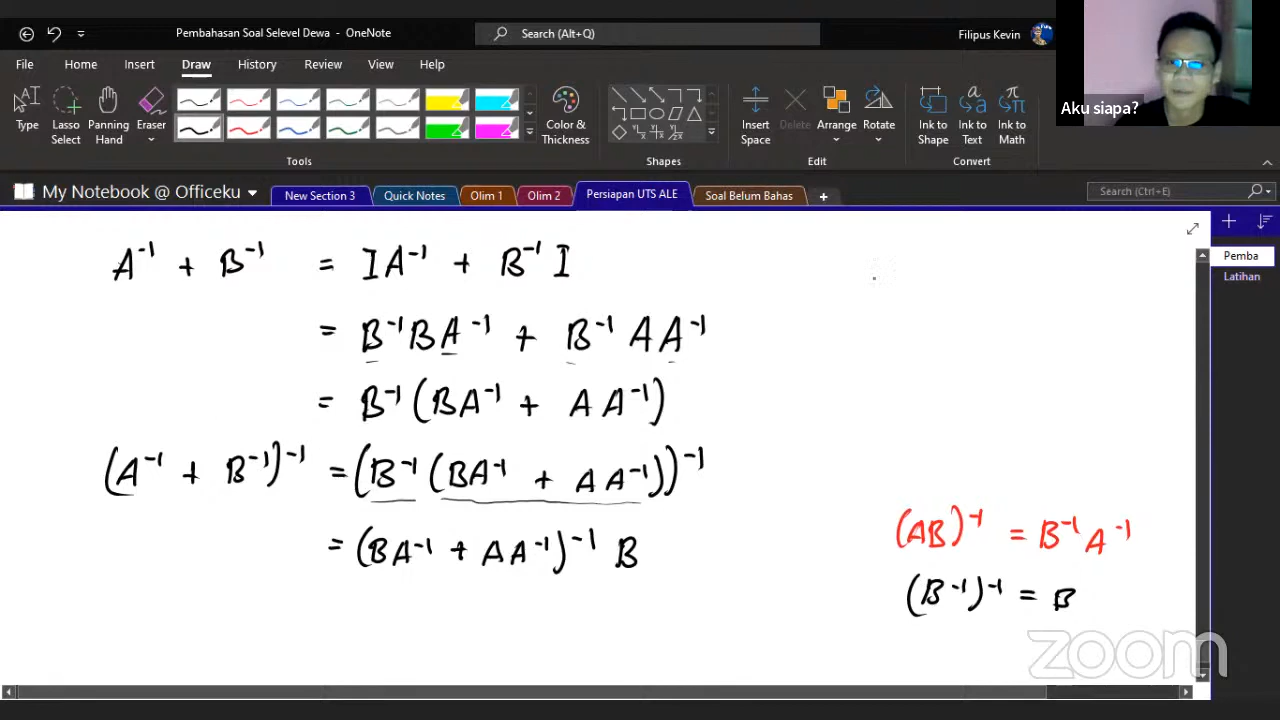 Pembahasan Soal Selevel Dewa - OneNote
Search (Alt+Q)
Filipus Kevin
File Home Insert Draw History Review View Help
Aku siapa?
Type
Lasso Select
Panning Hand
Eraser
Color & Thickness
Insert Space
Delete
Arrange
Rotate
Ink to Shape
Ink to Text
Ink to Math
Tools
Shapes
Edit
Convert
My Notebook @ Officeku
New Section 3
Quick Notes
Olim 1
Olim 2
Persiapan UTS ALE
Soal Belum Bahas
Search (Ctrl+E)
Pemba
Latihan
A⁻¹ + B⁻¹ = IA⁻¹ + B⁻¹ I
= B⁻¹BA⁻¹ + B⁻¹ AA⁻¹
= B⁻¹(BA⁻¹ + AA⁻¹)
(A⁻¹ + B⁻¹)⁻¹ = (B⁻¹(BA⁻¹ + AA⁻¹))⁻¹
= (BA⁻¹ + AA⁻¹)⁻¹ B
(AB)⁻¹ = B⁻¹A⁻¹
(B⁻¹)⁻¹ = B
zoom